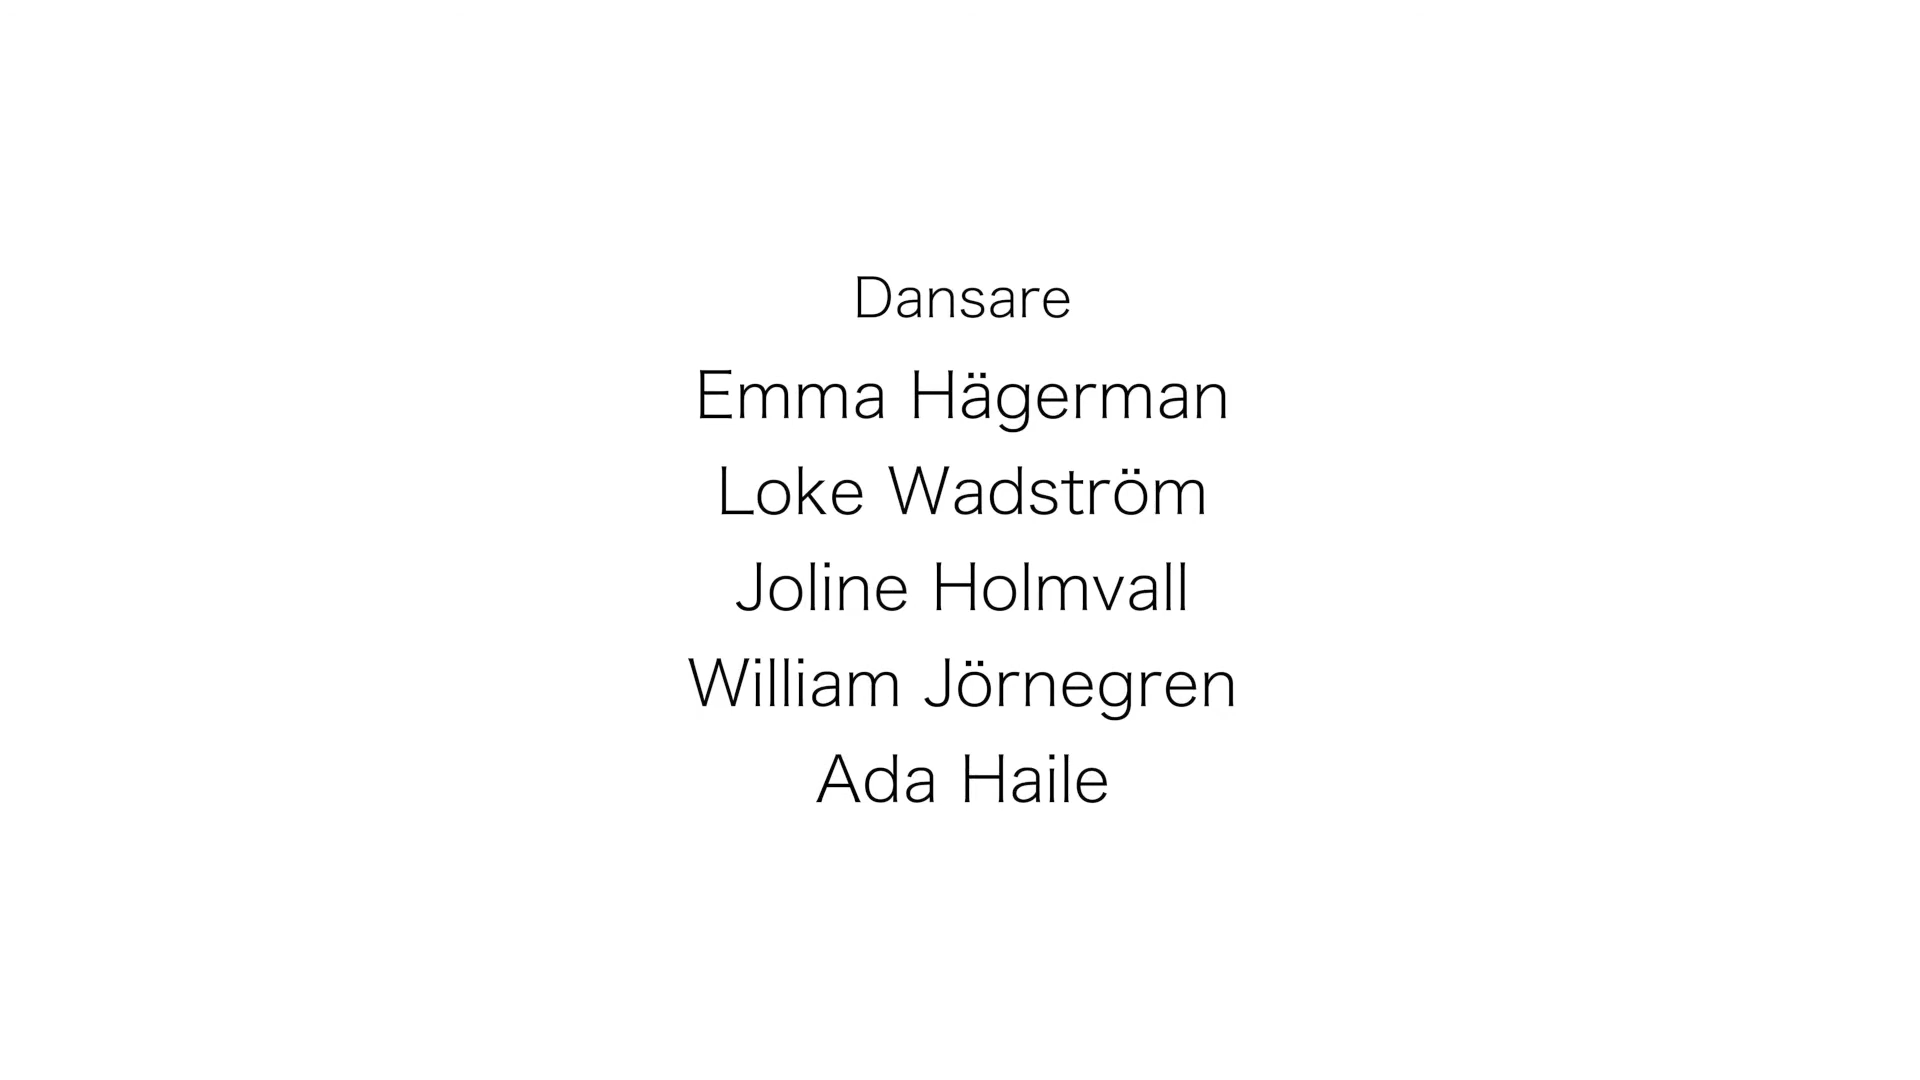 Dansare
Emma Hägerman
Loke Wadström
Joline Holmvall
William Jörnegren
Ada Haile